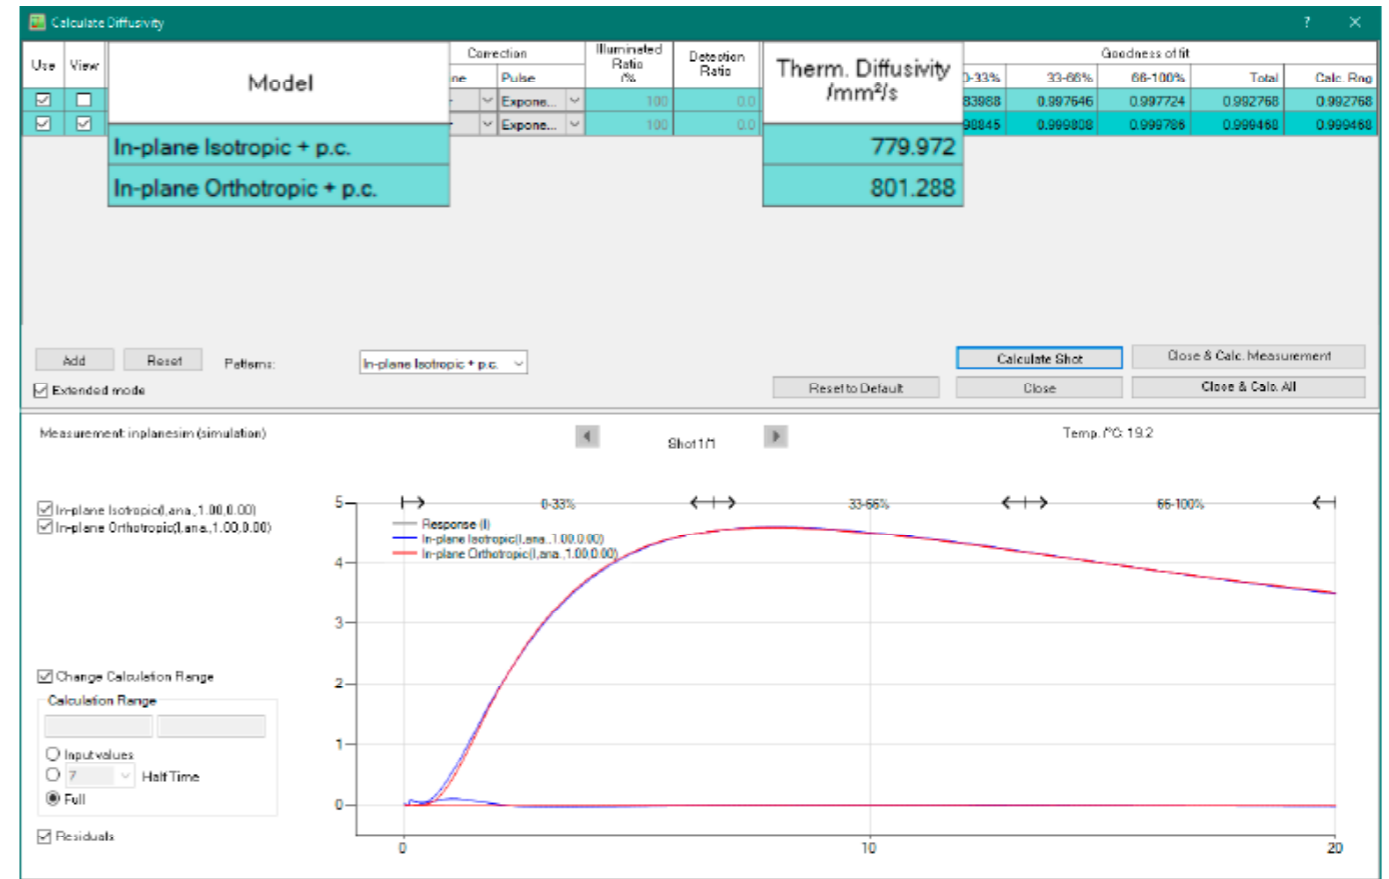 Calculate Diffusivity ? ×
Use View Model Correction Illuminated Ratio /% Detection Ratio Therm. Diffusivity /mm²/s Goodness of fit
ne Pulse 0-33% 33-66% 66-100% Total Calc. Rng
Expone... 100 0.0 83988 0.997646 0.997724 0.992768 0.992768
Expone... 100 0.0 98845 0.999808 0.999786 0.999468 0.999468
In-plane Isotropic + p.c. 779.972
In-plane Orthotropic + p.c. 801.288
Add Reset Patterns: In-plane Isotropic + p.c. Calculate Shot Close & Calc. Measurement
Extended mode Reset to Default Close Close & Calc. All
Measurement: inplanesim (simulation) Shot 1/1 Temp. /°C: 19.2
In-plane Isotropic(I,ana.,1.00,0.00)
In-plane Orthotropic(I,ana.,1.00,0.00)
5 0-33% 33-66% 66-100%
Response (I)
In-plane Isotropic(I,ana.,1.00,0.00)
In-plane Orthotropic(I,ana.,1.00,0.00)
4
3
2
1
0
0 10 20
Change Calculation Range
Calculation Range
Input values
7 Half Time
Full
Residuals